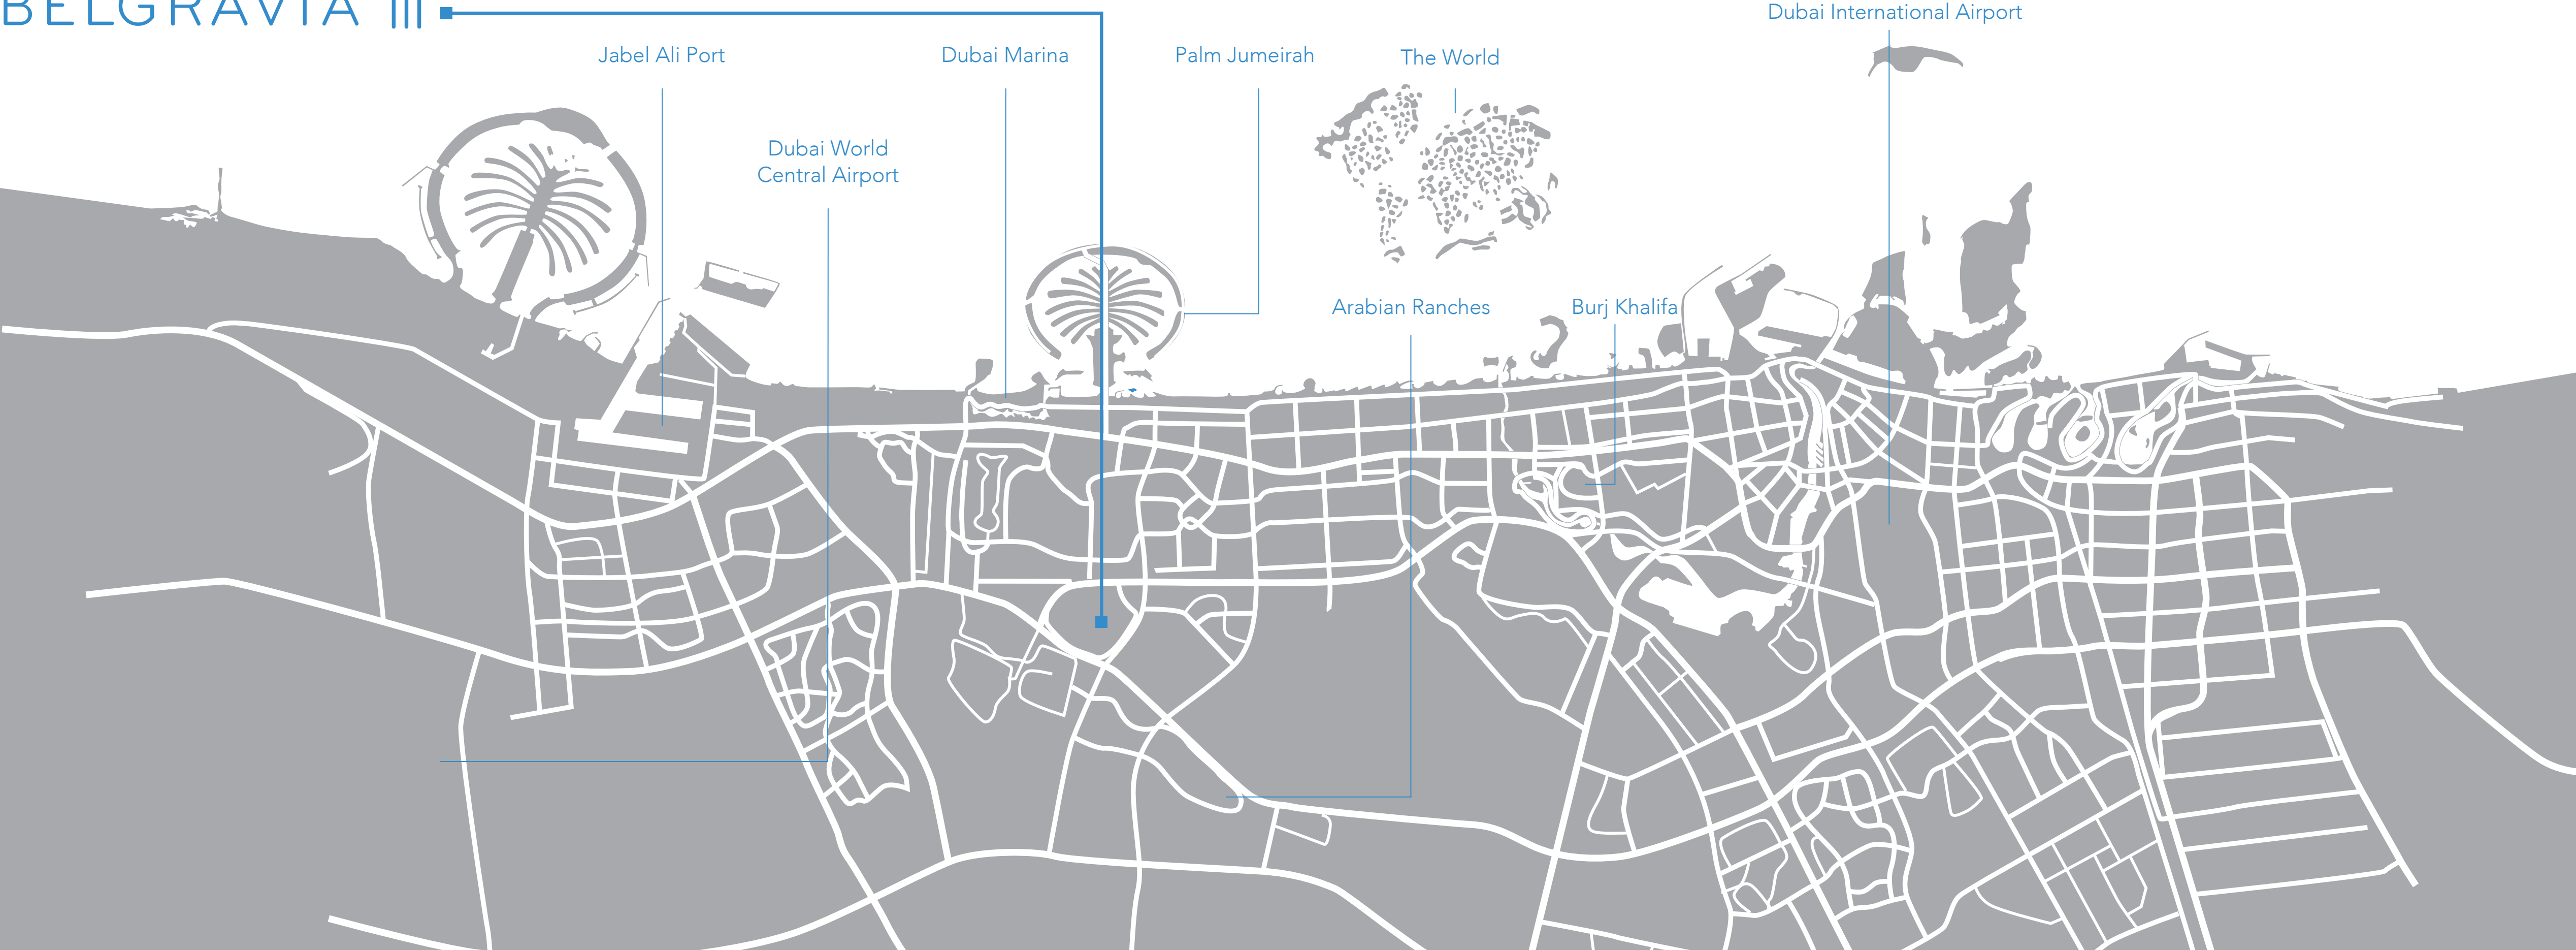 BELGRAVIA III
Dubai International Airport
Jabel Ali Port
Dubai Marina
Palm Jumeirah
The World
Dubai World
Central Airport
Arabian Ranches
Burj Khalifa